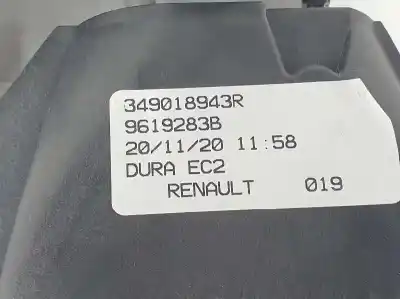 349018943R
9619283B
20/11/20 11:58
DURA EC2
RENAULT 019